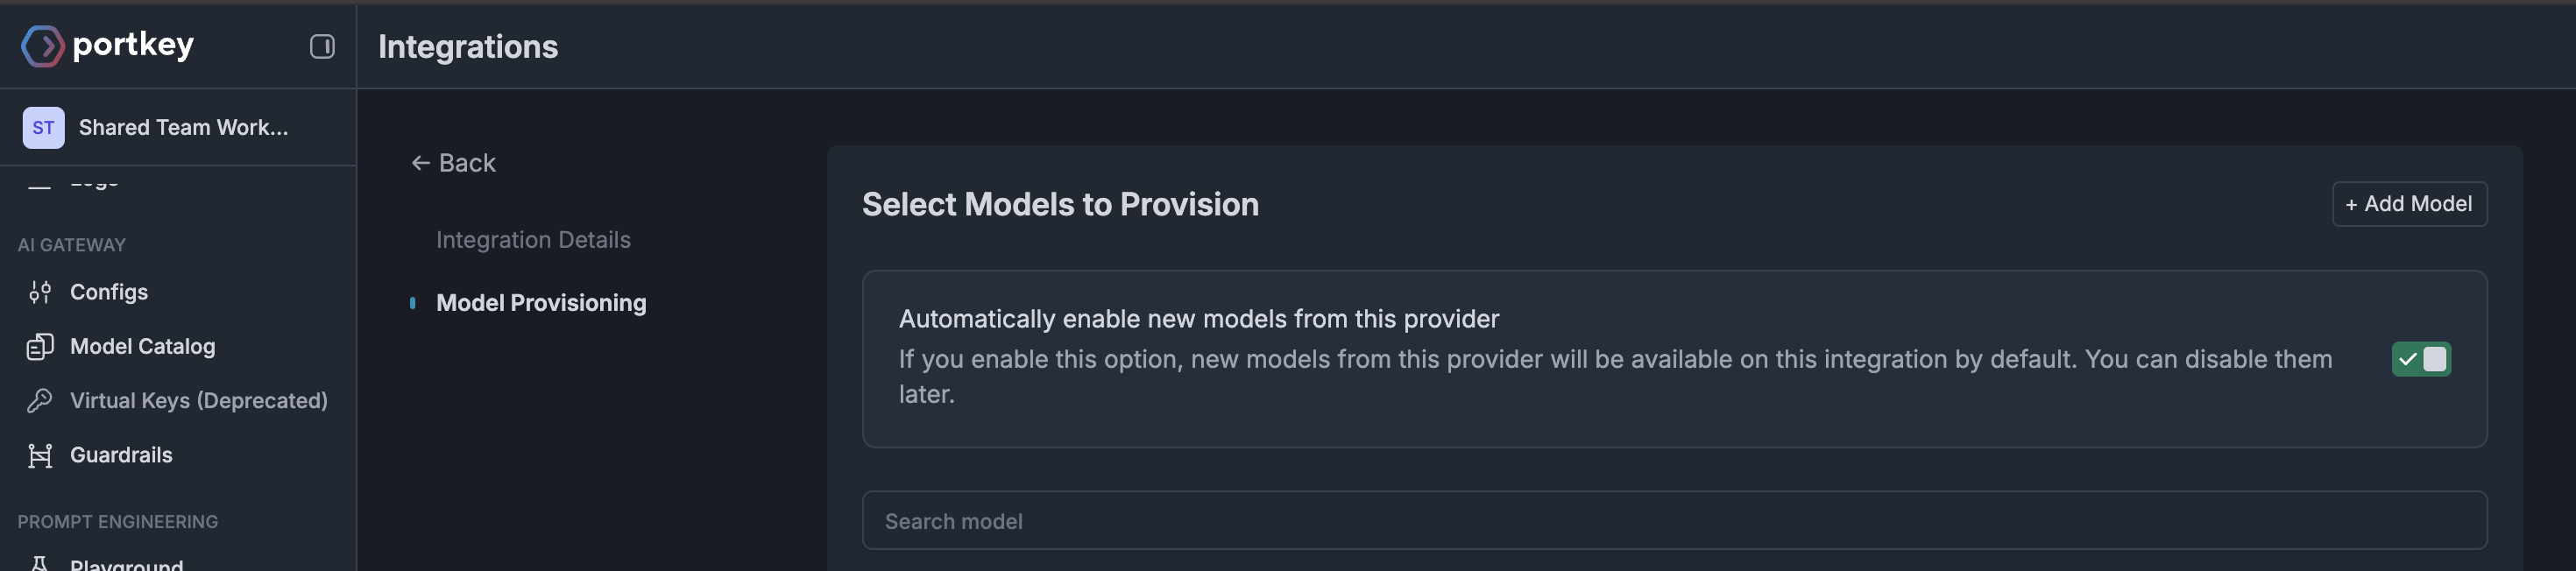 portkey
Integrations
ST
Shared Team Work...
AI GATEWAY
Configs
Model Catalog
Virtual Keys (Deprecated)
Guardrails
PROMPT ENGINEERING
Playground
← Back
Integration Details
Model Provisioning
Select Models to Provision
+ Add Model
Automatically enable new models from this provider
If you enable this option, new models from this provider will be available on this integration by default. You can disable them
later.
Search model